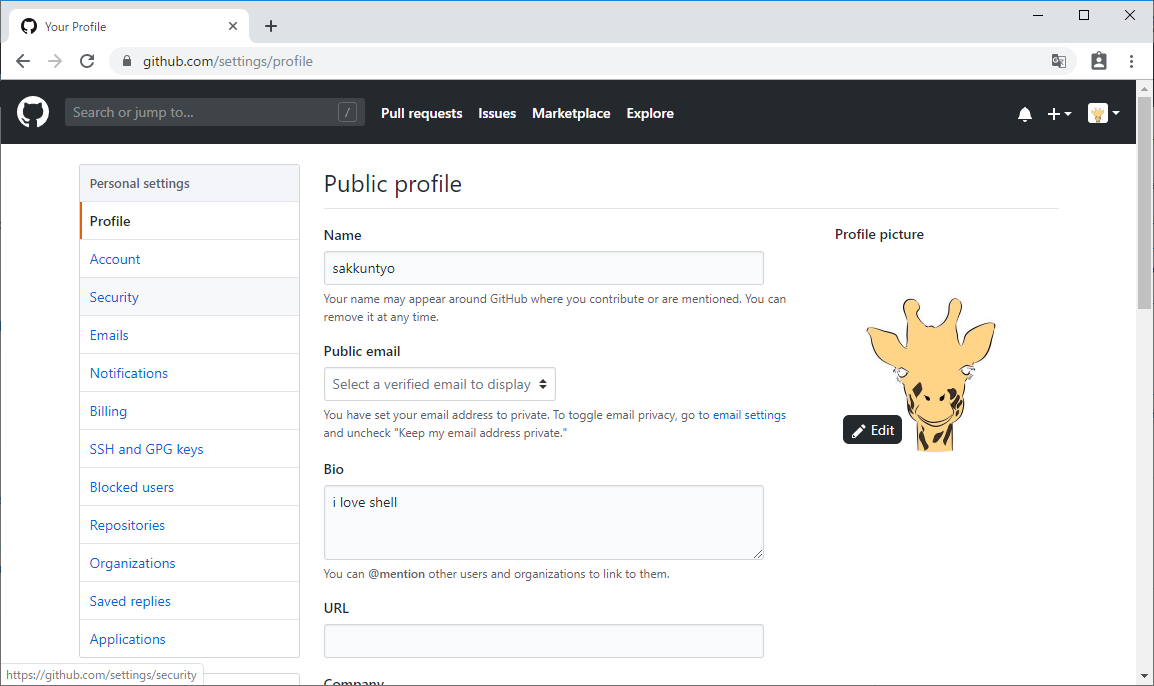 Your Profile
github.com/settings/profile
Search or jump to...
/
Pull requests
Issues
Marketplace
Explore
Personal settings
Profile
Account
Security
Emails
Notifications
Billing
SSH and GPG keys
Blocked users
Repositories
Organizations
Saved replies
Applications
Public profile
Name
sakkuntyo
Your name may appear around GitHub where you contribute or are mentioned. You can
remove it at any time.
Public email
Select a verified email to display
You have set your email address to private. To toggle email privacy, go to email settings
and uncheck "Keep my email address private."
Bio
i love shell
You can @mention other users and organizations to link to them.
URL
Company
Profile picture
Edit
https://github.com/settings/security